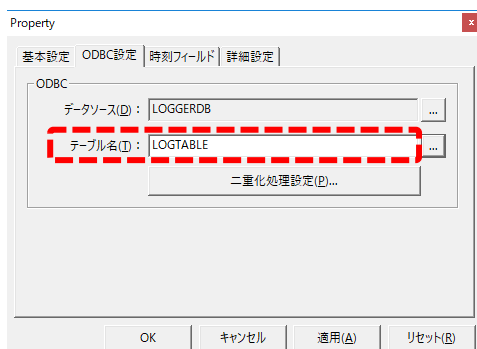 Property x
基本設定 ODBC設定 時刻フィールド 詳細設定
ODBC
データソース(D)： LOGGERDB ...
テーブル名(T)： LOGTABLE ...
二重化処理設定(P)...
OK キャンセル 適用(A) リセット(R)